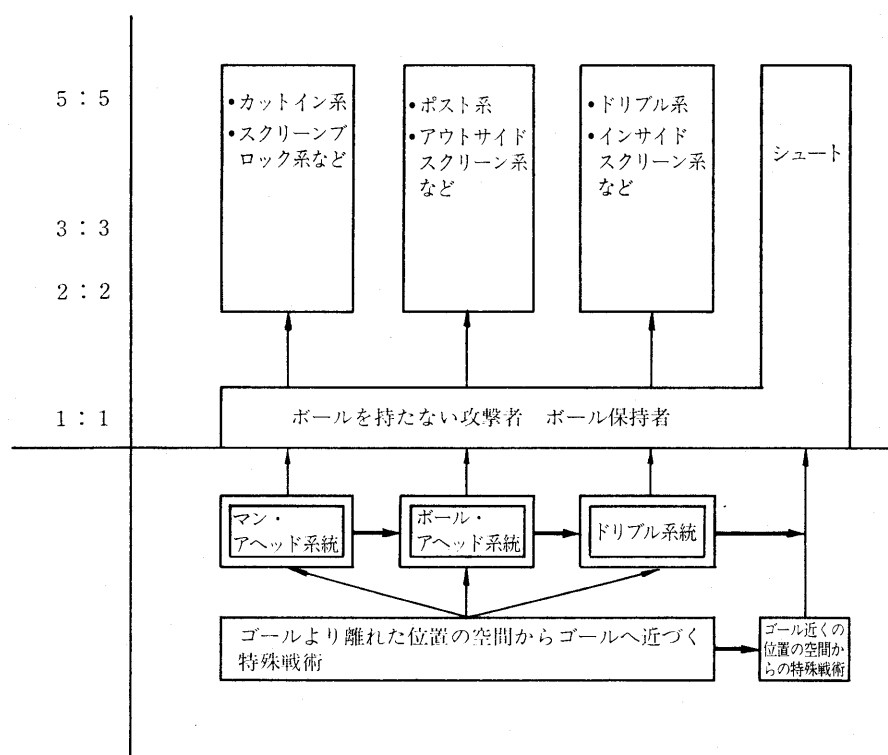 5：5
・カットイン系
・スクリーンブ
ロック系など
・ポスト系
・アウトサイド
スクリーン系
など
・ドリブル系
・インサイド
スクリーン系
など
シュート
3：3
2：2
1：1
ボールを持たない攻撃者　ボール保持者
マン・
アヘッド系統
ボール・
アヘッド系統
ドリブル系統
ゴールより離れた位置の空間からゴールへ近づく
特殊戦術
ゴール近くの
位置の空間か
らの特殊戦術